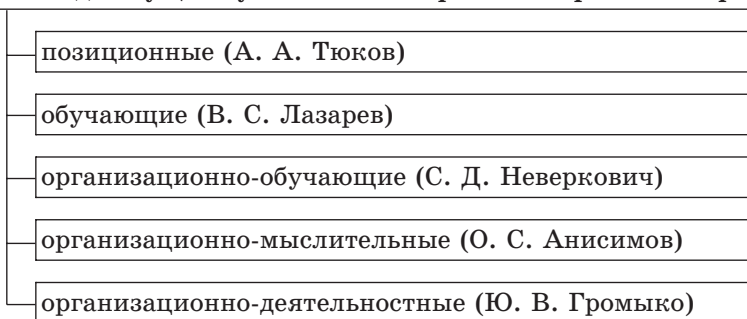 позиционные (А. А. Тюков)
обучающие (В. С. Лазарев)
организационно-обучающие (С. Д. Неверкович)
организационно-мыслительные (О. С. Анисимов)
организационно-деятельностные (Ю. В. Громыко)